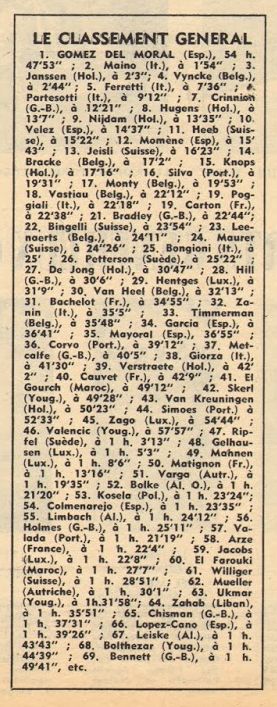 LE CLASSEMENT GENERAL
1. GOMEZ DEL MORAL (Esp.), 54 h.
47'53" ; 2. Maino (It.), à 1'54" ; 3.
Janssen (Hol.), à 2'3"; 4. Vyncke (Belg.),
à 2'44"; 5. Ferretti (It.), à 7'36" ; 6.
Partesotti (It.), à 9'12" ; 7. Crinnion
(G.-B.), à 12'21" ; 8. Hugens (Hol.), à
13'7" ; 9. Nijdam (Hol.), à 13'35" ; 10.
Velez (Esp.), à 14'37" ; 11. Heeb (Suis-
se), à 15'22" ; 12. Momène (Esp), à 15'
43" ; 13. Jeisli (Suisse), à 16'23" ; 14.
Bracke (Belg.), à 17'2" ; 15. Knops
(Hol.), à 17'16" ; 16. Silva (Port.), à
19'31" ; 17. Monty (Belg.), à 19'53" ;
18. Vastiau (Belg.), à 22'12" ; 19. Pog-
giali (It.), à 22'18" ; 19. Carton (Fr.),
à 22'38" ; 21. Bradley (G.-B.), à 22'44";
22, Bingelli (Suisse), à 23'54" ; 23. Lee-
naerts (Belg.), à 24'11" ; 24. Maurer
(Suisse), à 24"26" ; 25. Bongioni (It.), à
25' ; 26. Petterson (Suède), à 25'22" ;
27. De Jong (Hol.), à 30'47" ; 28. Hill
(G.-B.), à 30'6" ; 29. Hentges (Lux.), à
31'9" ; 30. Van Heel (Belg.), à 32'13"
31. Bachelot (Fr.), à 34'55" ; 32. Za-
nin (It.), à 35'5" ; 33. Timmerman
(Belg.), à 35'48" ; 34. Garcia (Esp.), à
36'41" ; 35. Mayoral (Esp.), 36'55"
36. Corvo (Port.), à 39'12" ; 37. Met-
calfe (G.-B.), à 40'5" ; 38. Giorza (It.),
à 41'30" ; 39. Verstraete (Hol.), à 42'
2" ; 40. Cauvet (Fr.), à 42'9" ; 41. El
Gourch (Maroc), à 49'12" ; 42. Skerl
(Youg.), à 49'28" ; 43. Van Kreuningen
(Hol.), à 50'23" ; 44. Simoes (Port.) à
52'33" ; 45. Zago (Lux.), à 54'44" ;
46. Valencic (Youg.), à 57'57" ; 47. Rip-
fel (Suède), à 1 h. 3'13" ; 48. Gelhau-
sen (Lux.), à 1 h. 5'3" ; 49. Mahnen
(Lux.), à 1 h. 8'6" ; 50. Matignon (Fr.),
à 1 h. 13'16" ; 51. Varga (Autr.), à
1 h. 19'35" ; 52. Bolke (Al. O.), à 1 h.
21'20" ; 53. Kosela (Pol.), à 1 h. 23'24";
54. Colmenarejo (Esp.), à 1 h. 23'35" ;
55. Limbach (Al.), à 1 h. 24'12" ; 56.
Holmes (G.-B.), à 1 h. 25'11" ; 57. Va-
lada (Port.), à 1 h. 21'19" ; 58. Arze
(France), à 1 h. 22'4" ; 59. Jacobs
(Lux.), à 1 h. 22'8" ; 60. El Farouki
(Maroc), à 1 h. 27'7" ; 61. Williger
(Suisse), à 1 h. 28'51" ; 62. Mueller
(Autriche), à 1 h. 30'1" ; 63. Ukmar
(Youg.), à 1h.31'58"; 64. Zahab (Liban),
à 1 h. 35'51" ; 65. Chisman (G.-B.), à
1 h. 37'31" ; 66. Lopez-Cano (Esp.), à
1 h. 39'26" ; 67. Leiske (Al.), à 1 h.
43'43" ; 68. Bolthezar (Youg.), à 1 h.
44'39" ; 69. Bennett (G.-B.), à 1 h.
49'41", etc.